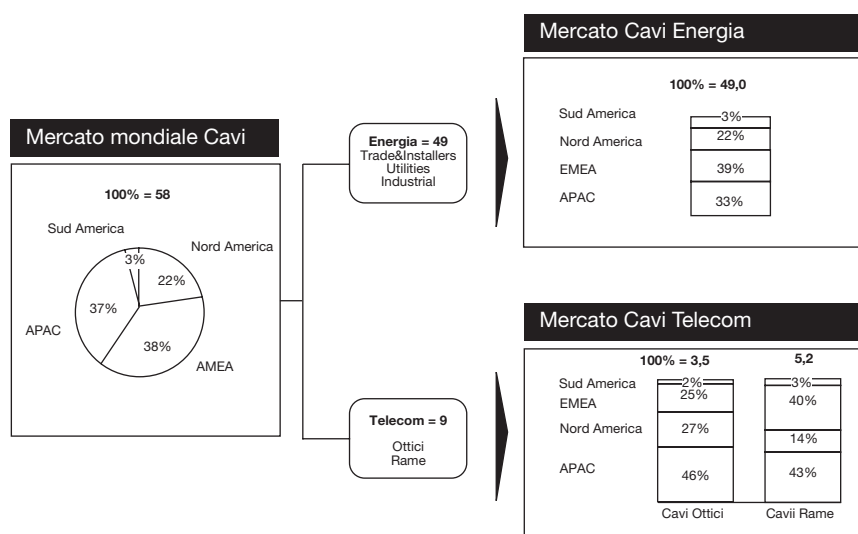 Mercato mondiale Cavi
100% = 58
Sud America
Nord America
3%
22%
37%
APAC
38%
AMEA
Energia = 49
Trade&Installers
Utilities
Industrial
Telecom = 9
Ottici
Rame
Mercato Cavi Energia
100% = 49,0
Sud America 3%
Nord America 22%
EMEA 39%
APAC 33%
Mercato Cavi Telecom
100% = 3,5 5,2
Sud America 2% 3%
EMEA 25% 40%
Nord America 27% 14%
APAC 46% 43%
Cavi Ottici Cavii Rame